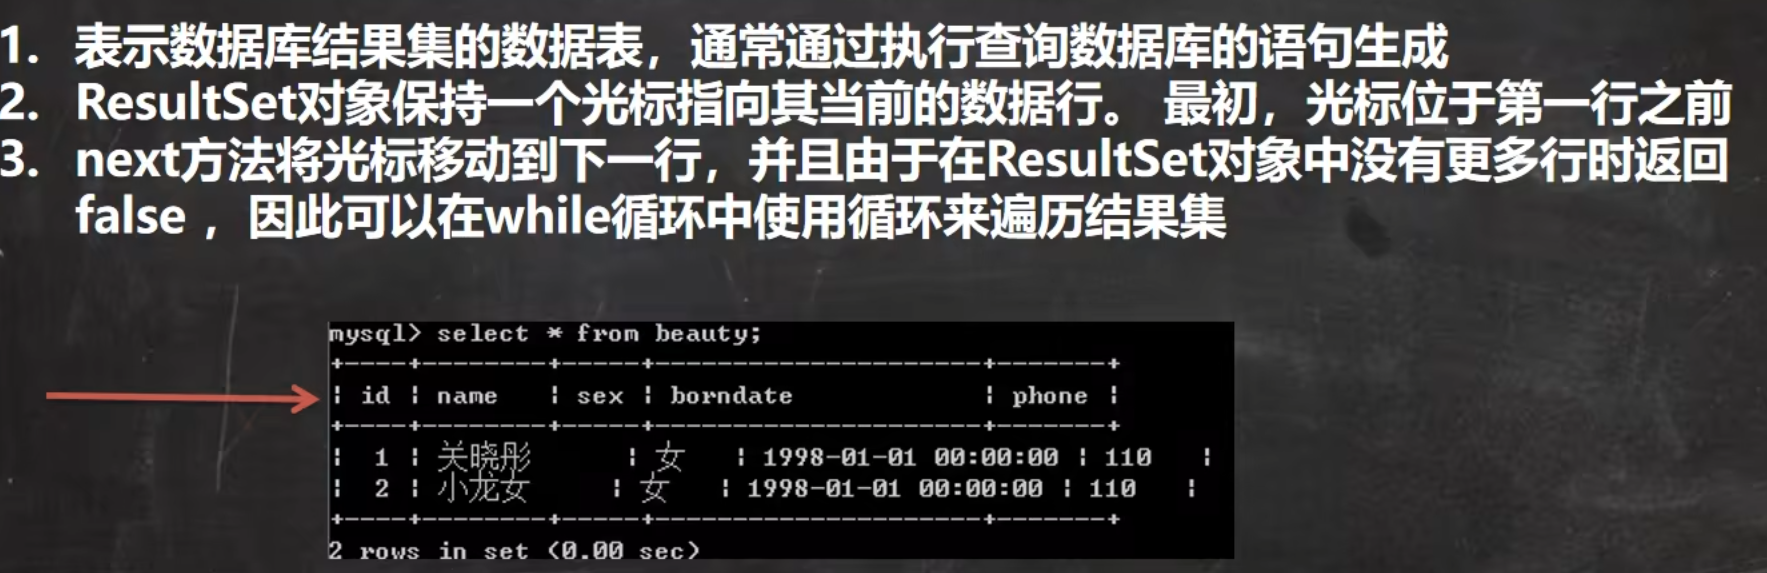 1. 表示数据库结果集的数据表，通常通过执行查询数据库的语句生成
2. ResultSet对象保持一个光标指向其当前的数据行。 最初，光标位于第一行之前
3. next方法将光标移动到下一行，并且由于在ResultSet对象中没有更多行时返回
false ，因此可以在while循环中使用循环来遍历结果集
mysql> select * from beauty;
+----+--------+-----+---------------------+-------+
| id | name | sex | borndate | phone |
+----+--------+-----+---------------------+-------+
| 1 | 关晓彤 | 女 | 1998-01-01 00:00:00 | 110 |
| 2 | 小龙女 | 女 | 1998-01-01 00:00:00 | 110 |
+----+--------+-----+---------------------+-------+
2 rows in set (0.00 sec)